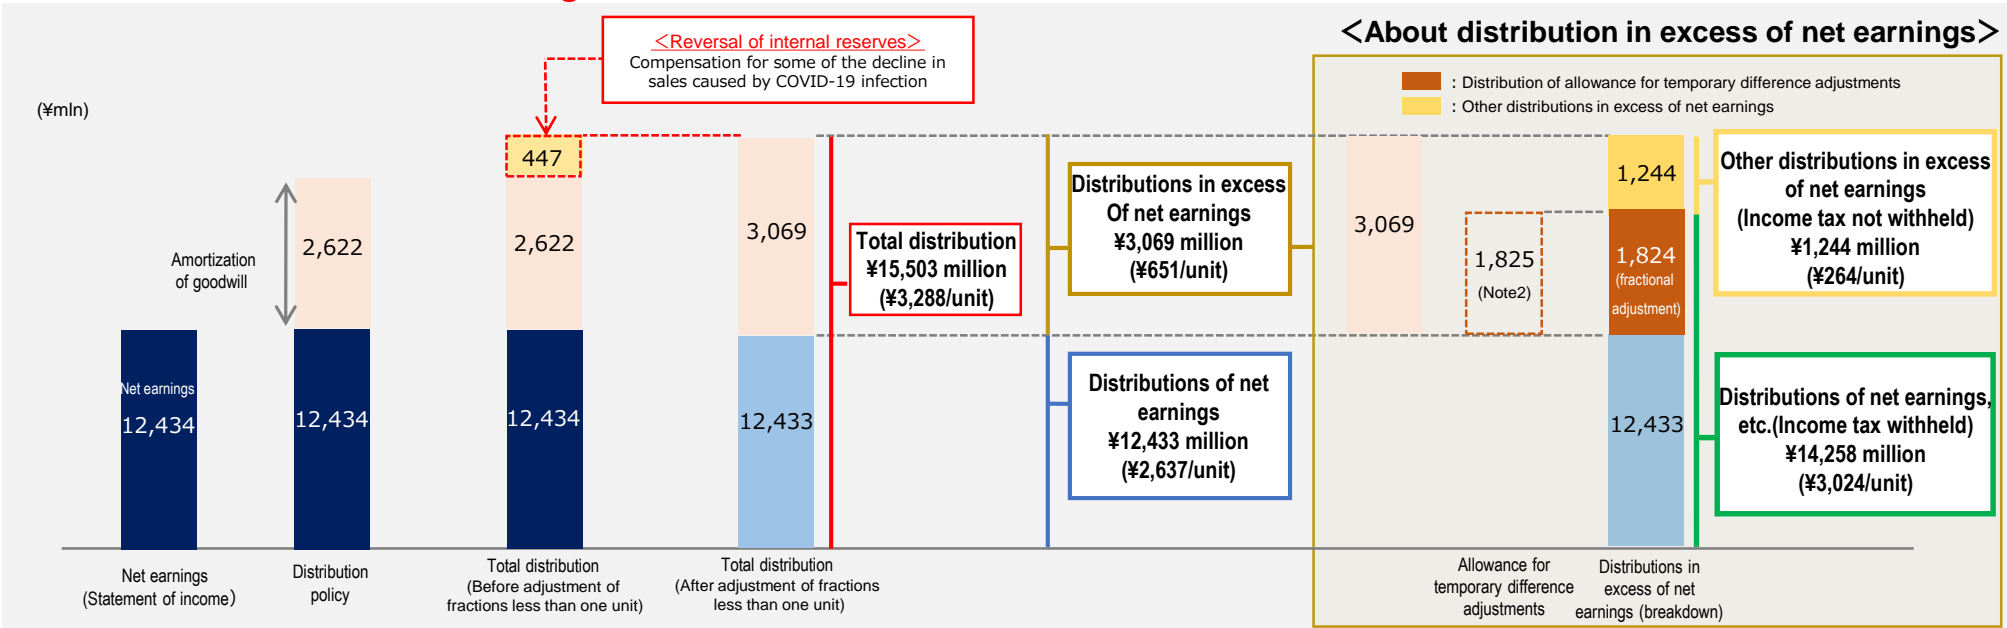 <About distribution in excess of net earnings>
<Reversal of internal reserves>
Compensation for some of the decline in
sales caused by COVID-19 infection
: Distribution of allowance for temporary difference adjustments
: Other distributions in excess of net earnings
(¥mln)
Net earnings
12,434
Amortization
of goodwill
2,622
12,434
447
2,622
12,434
3,069
12,433
Total distribution
¥15,503 million
(¥3,288/unit)
Distributions in excess
Of net earnings
¥3,069 million
(¥651/unit)
Distributions of net
earnings
¥12,433 million
(¥2,637/unit)
3,069
1,825
(Note2)
1,244
1,824
(fractional
adjustment)
12,433
Other distributions in excess
of net earnings
(Income tax not withheld)
¥1,244 million
(¥264/unit)
Distributions of net earnings,
etc.(Income tax withheld)
¥14,258 million
(¥3,024/unit)
Net earnings
(Statement of income)
Distribution
policy
Total distribution
(Before adjustment of
fractions less than one unit)
Total distribution
(After adjustment of fractions
less than one unit)
Allowance for
temporary difference
adjustments
Distributions in
excess of net
earnings (breakdown)